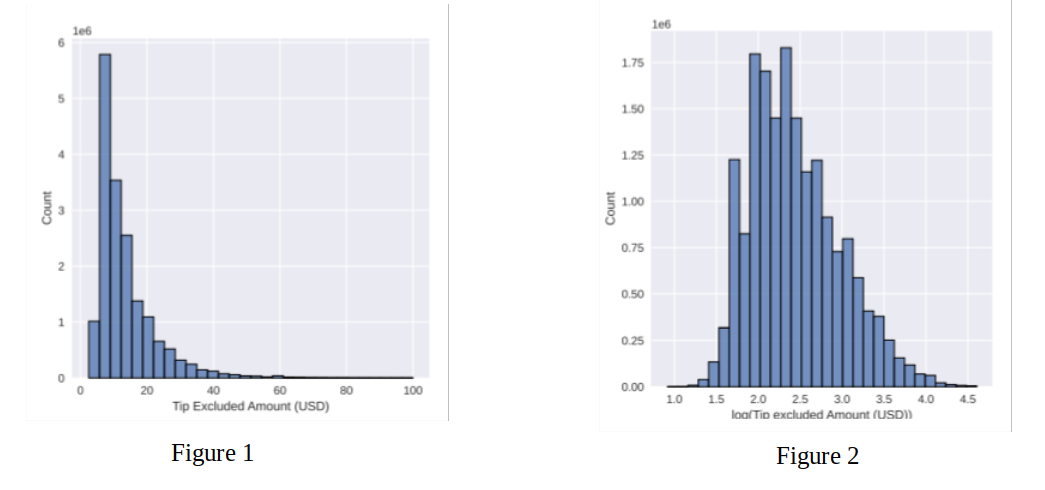 1e6
6
5
4
3
2
1
0
Count
0 20 40 60 80 100
Tip Excluded Amount (USD)
Figure 1
1e6
1.75
1.50
1.25
1.00
0.75
0.50
0.25
0.00
Count
1.0 1.5 2.0 2.5 3.0 3.5 4.0 4.5
log(Tip excluded Amount (USD))
Figure 2